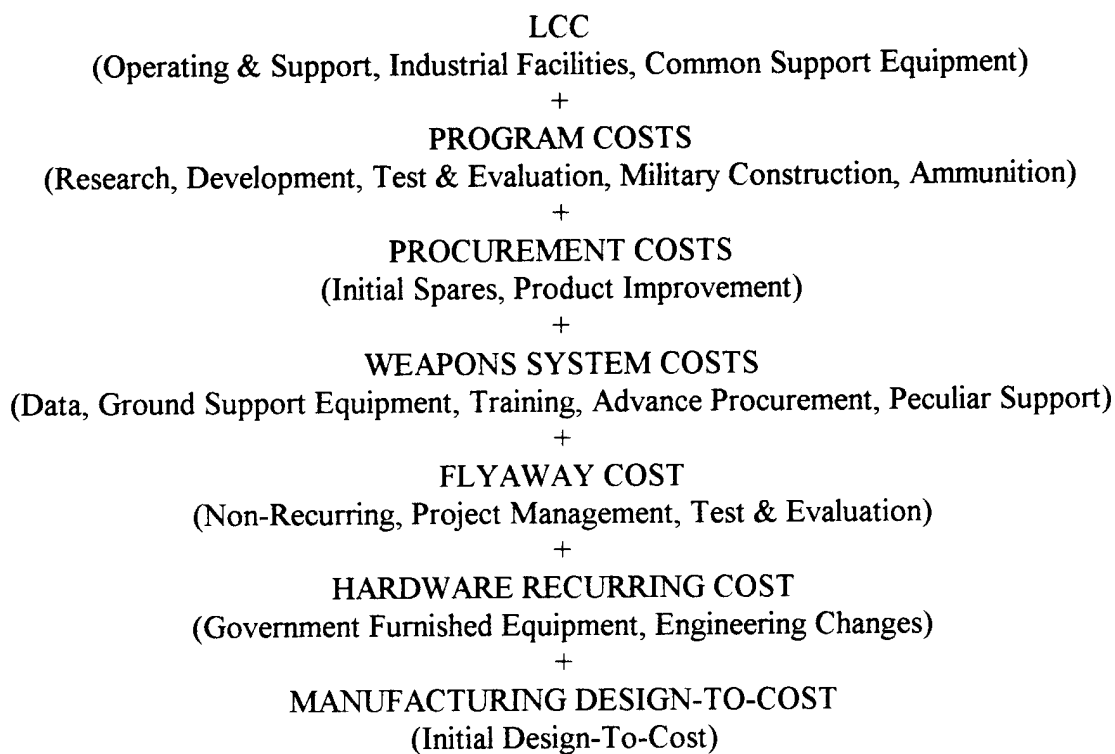 LCC
(Operating & Support, Industrial Facilities, Common Support Equipment)
+
PROGRAM COSTS
(Research, Development, Test & Evaluation, Military Construction, Ammunition)
+
PROCUREMENT COSTS
(Initial Spares, Product Improvement)
+
WEAPONS SYSTEM COSTS
(Data, Ground Support Equipment, Training, Advance Procurement, Peculiar Support)
+
FLYAWAY COST
(Non-Recurring, Project Management, Test & Evaluation)
+
HARDWARE RECURRING COST
(Government Furnished Equipment, Engineering Changes)
+
MANUFACTURING DESIGN-TO-COST
(Initial Design-To-Cost)